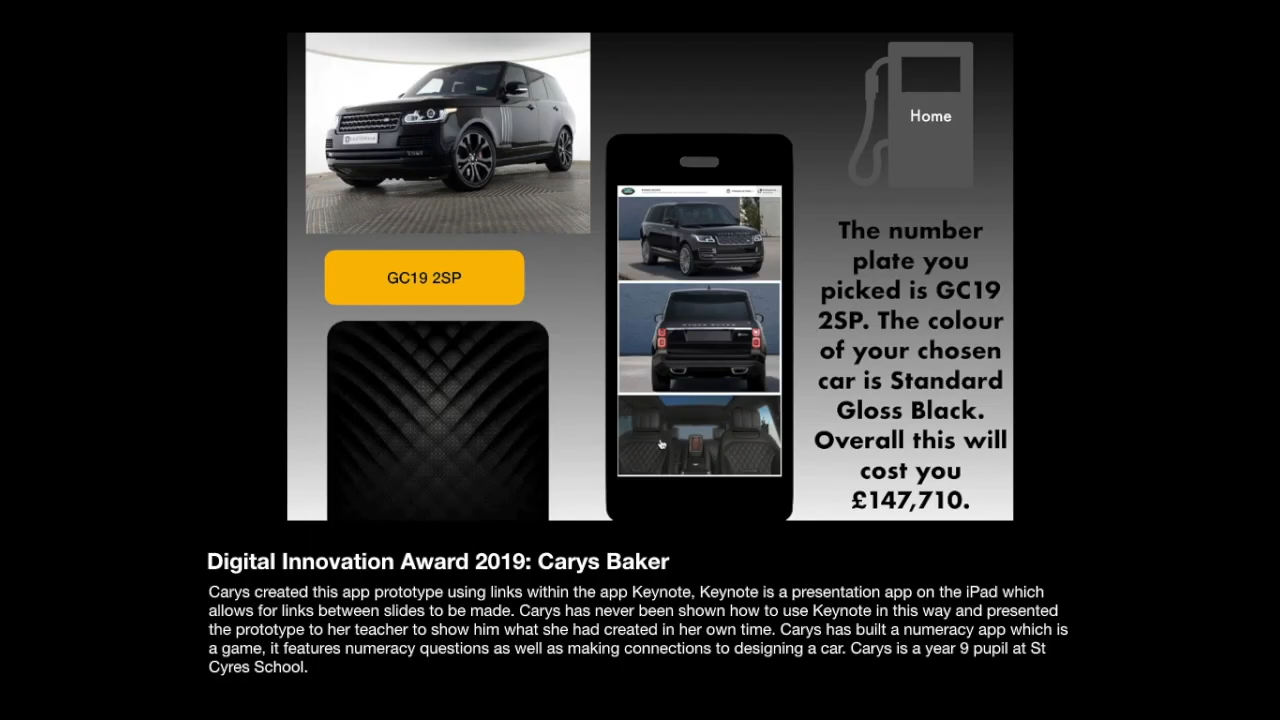 Home
GC19 2SP
The number
plate you
picked is GC19
2SP. The colour
of your chosen
car is Standard
Gloss Black.
Overall this will
cost you
£147,710.
Digital Innovation Award 2019: Carys Baker
Carys created this app prototype using links within the app Keynote, Keynote is a presentation app on the iPad which
allows for links between slides to be made. Carys has never been shown how to use Keynote in this way and presented
the prototype to her teacher to show him what she had created in her own time. Carys has built a numeracy app which is
a game, it features numeracy questions as well as making connections to designing a car. Carys is a year 9 pupil at St
Cyres School.